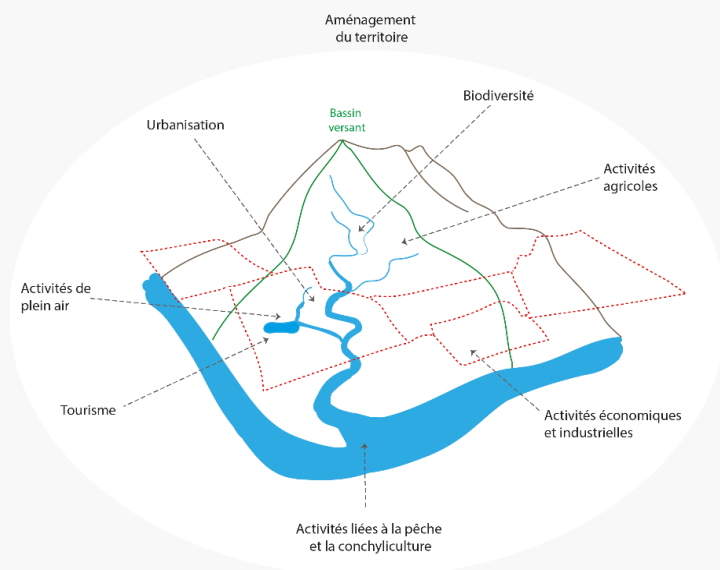 Aménagement
du territoire
Biodiversité
Bassin
versant
Urbanisation
Activités
agricoles
Activités de
plein air
Tourisme
Activités économiques
et industrielles
Activités liées à la pêche
et la conchyliculture